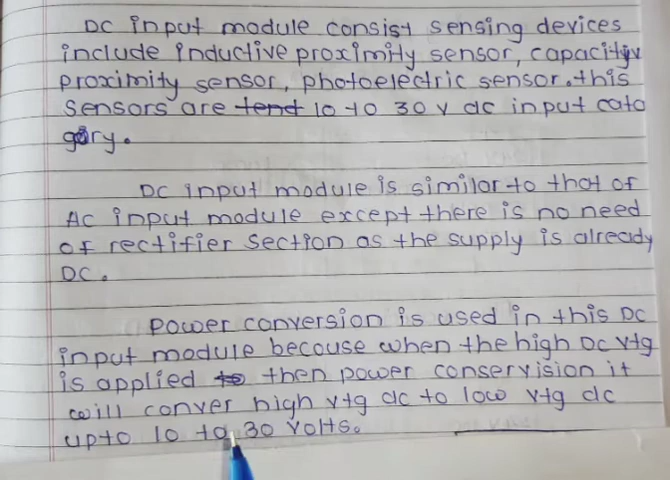 DC input module consist sensing devices
include inductive proximity sensor, capacitiv
proximity sensor, photoelectric sensor. this
sensors are tend 10 to 30 v dc input cata
gory.
DC input module is similar to that of
AC input module except there is no need
of rectifier section as the supply is already
DC.
Power conversion is used in this DC
input module becouse when the high DC vtg
is applied to then power conservision it
will conver high vtg dc to low vtg dc
upto 10 to 30 volts.